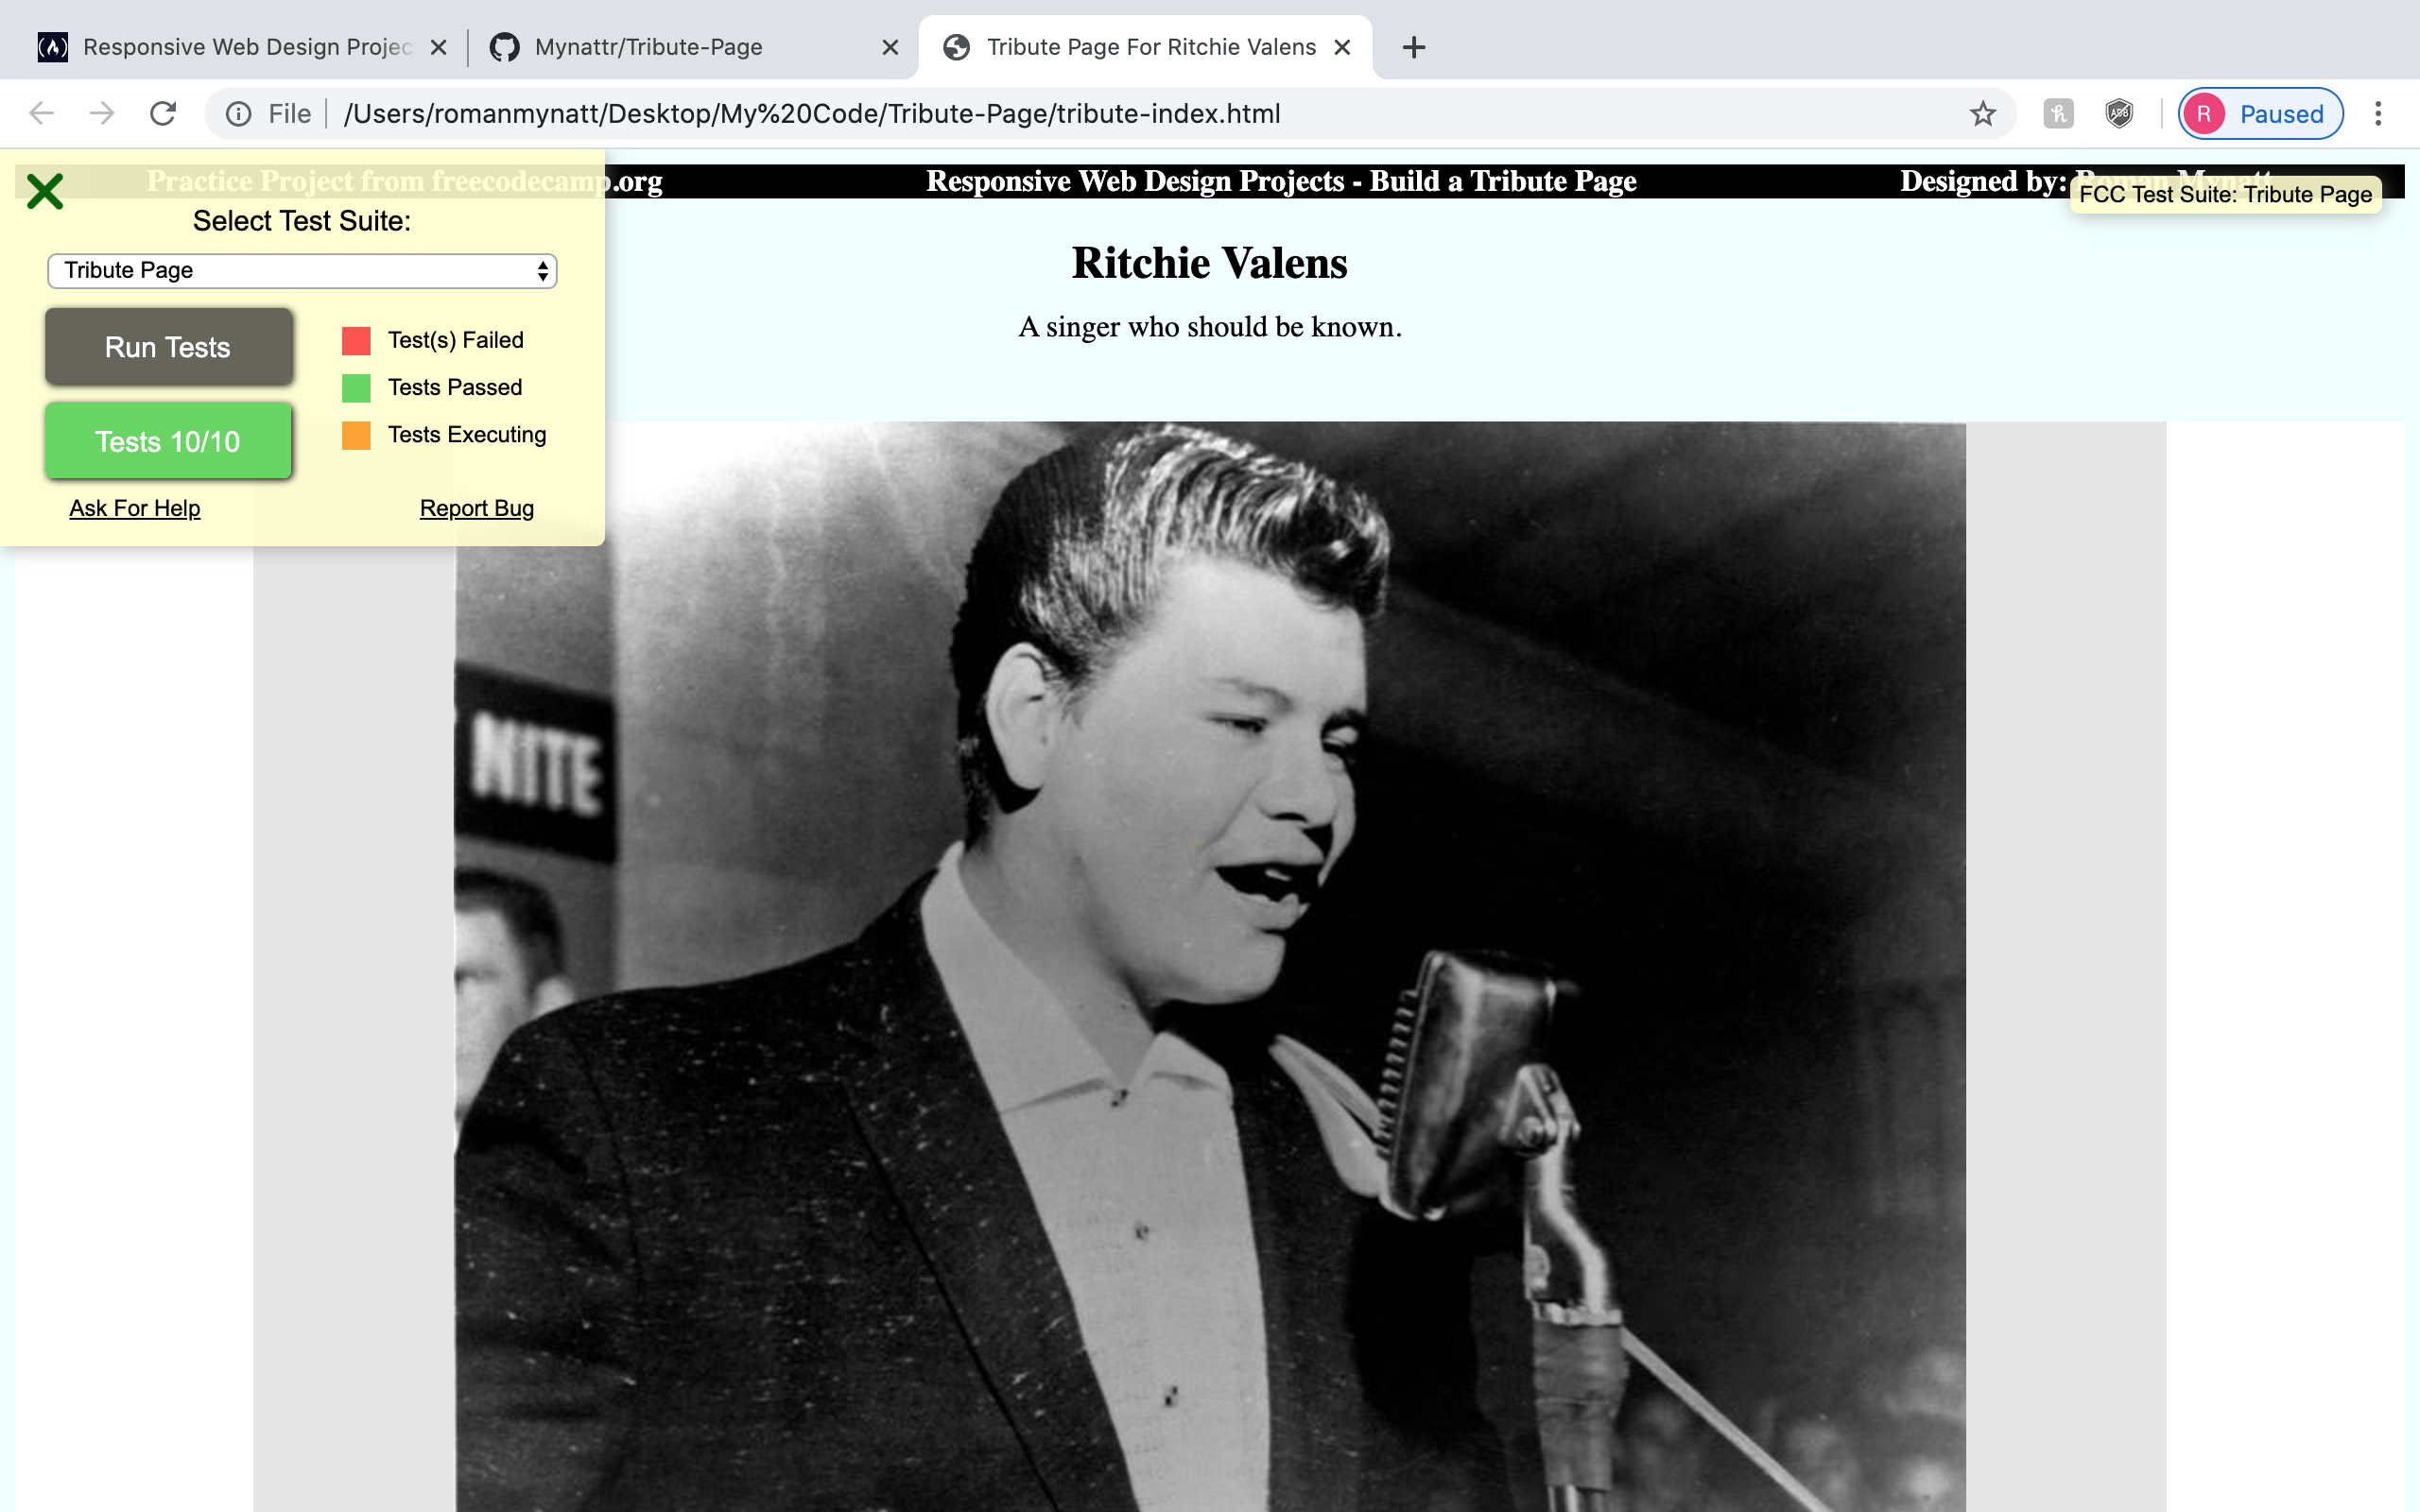 Responsive Web Design Projec
Mynattr/Tribute-Page
Tribute Page For Ritchie Valens
File
/Users/romanmynatt/Desktop/My%20Code/Tribute-Page/tribute-index.html
ABP
R
Paused
Practice Project from freecodecamp.org
Responsive Web Design Projects - Build a Tribute Page
Designed by: Roman Mynatt
FCC Test Suite: Tribute Page
Select Test Suite:
Tribute Page
Run Tests
Test(s) Failed
Tests Passed
Tests 10/10
Tests Executing
Ask For Help
Report Bug
Ritchie Valens
A singer who should be known.
NITE